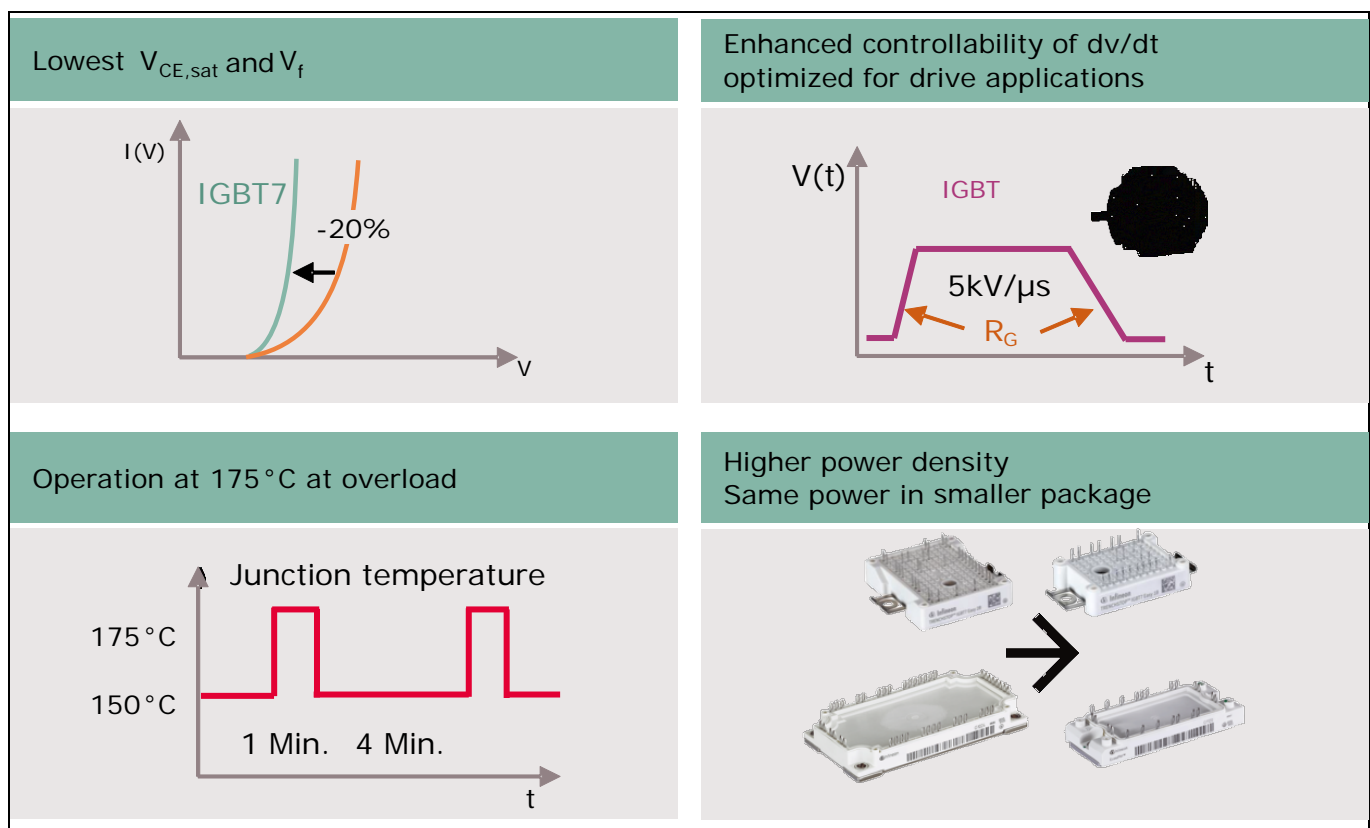 Lowest V_CE,sat and V_f
I(V)
IGBT7
-20%
V
Enhanced controllability of dv/dt
optimized for drive applications
V(t)
IGBT
5kV/µs
R_G
t
Operation at 175°C at overload
Junction temperature
175°C
150°C
1 Min. 4 Min.
t
Higher power density
Same power in smaller package